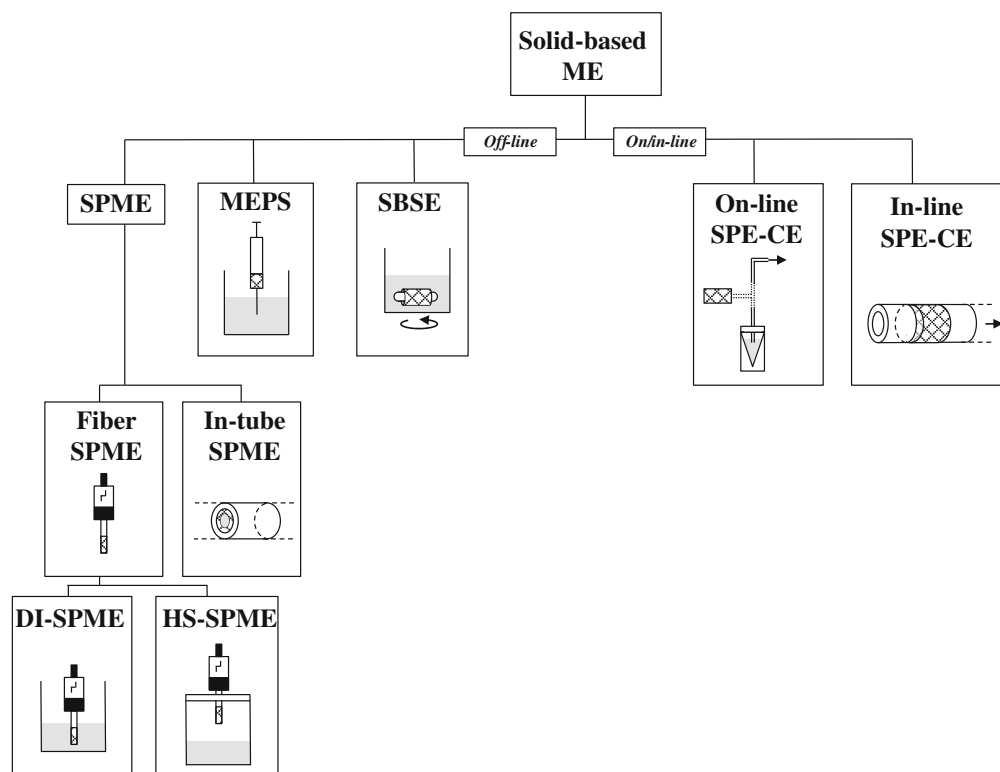 Solid-based
ME
Off-line
On/in-line
SPME
MEPS
SBSE
On-line
SPE-CE
In-line
SPE-CE
Fiber
SPME
In-tube
SPME
DI-SPME
HS-SPME